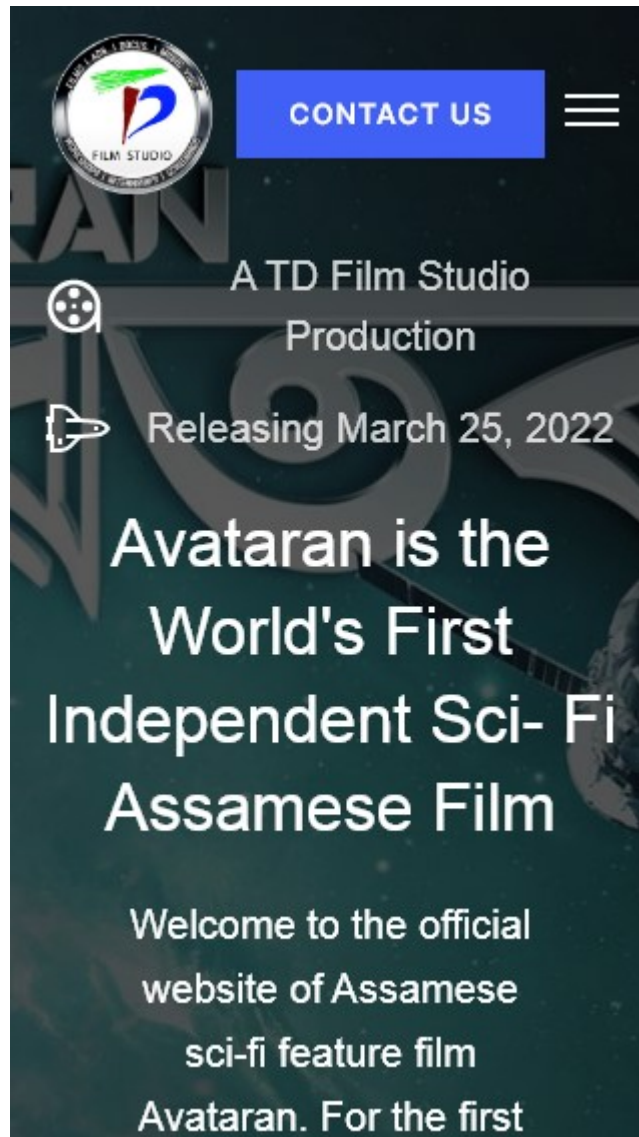 FILM STUDIO
CONTACT US
RAN
A TD Film Studio
Production
Releasing March 25, 2022
Avataran is the
World's First
Independent Sci- Fi
Assamese Film
Welcome to the official
website of Assamese
sci-fi feature film
Avataran. For the first